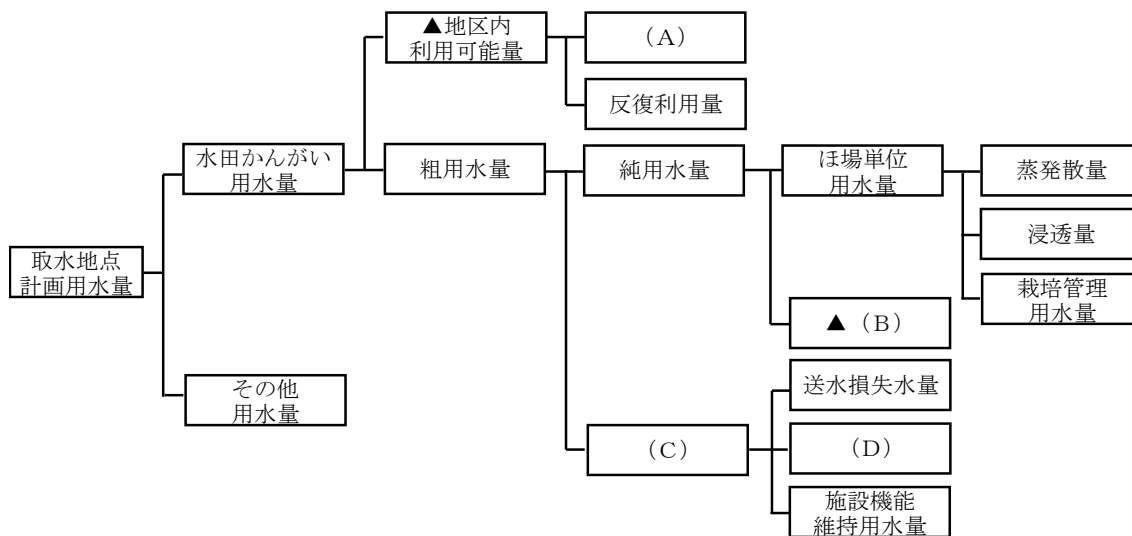 ▲地区内
利用可能量
(A)
反復利用量
水田かんがい
用水量
粗用水量
純用水量
ほ場単位
用水量
蒸発散量
浸透量
栽培管理
用水量
取水地点
計画用水量
▲(B)
送水損失水量
その他
用水量
(C)
(D)
施設機能
維持用水量